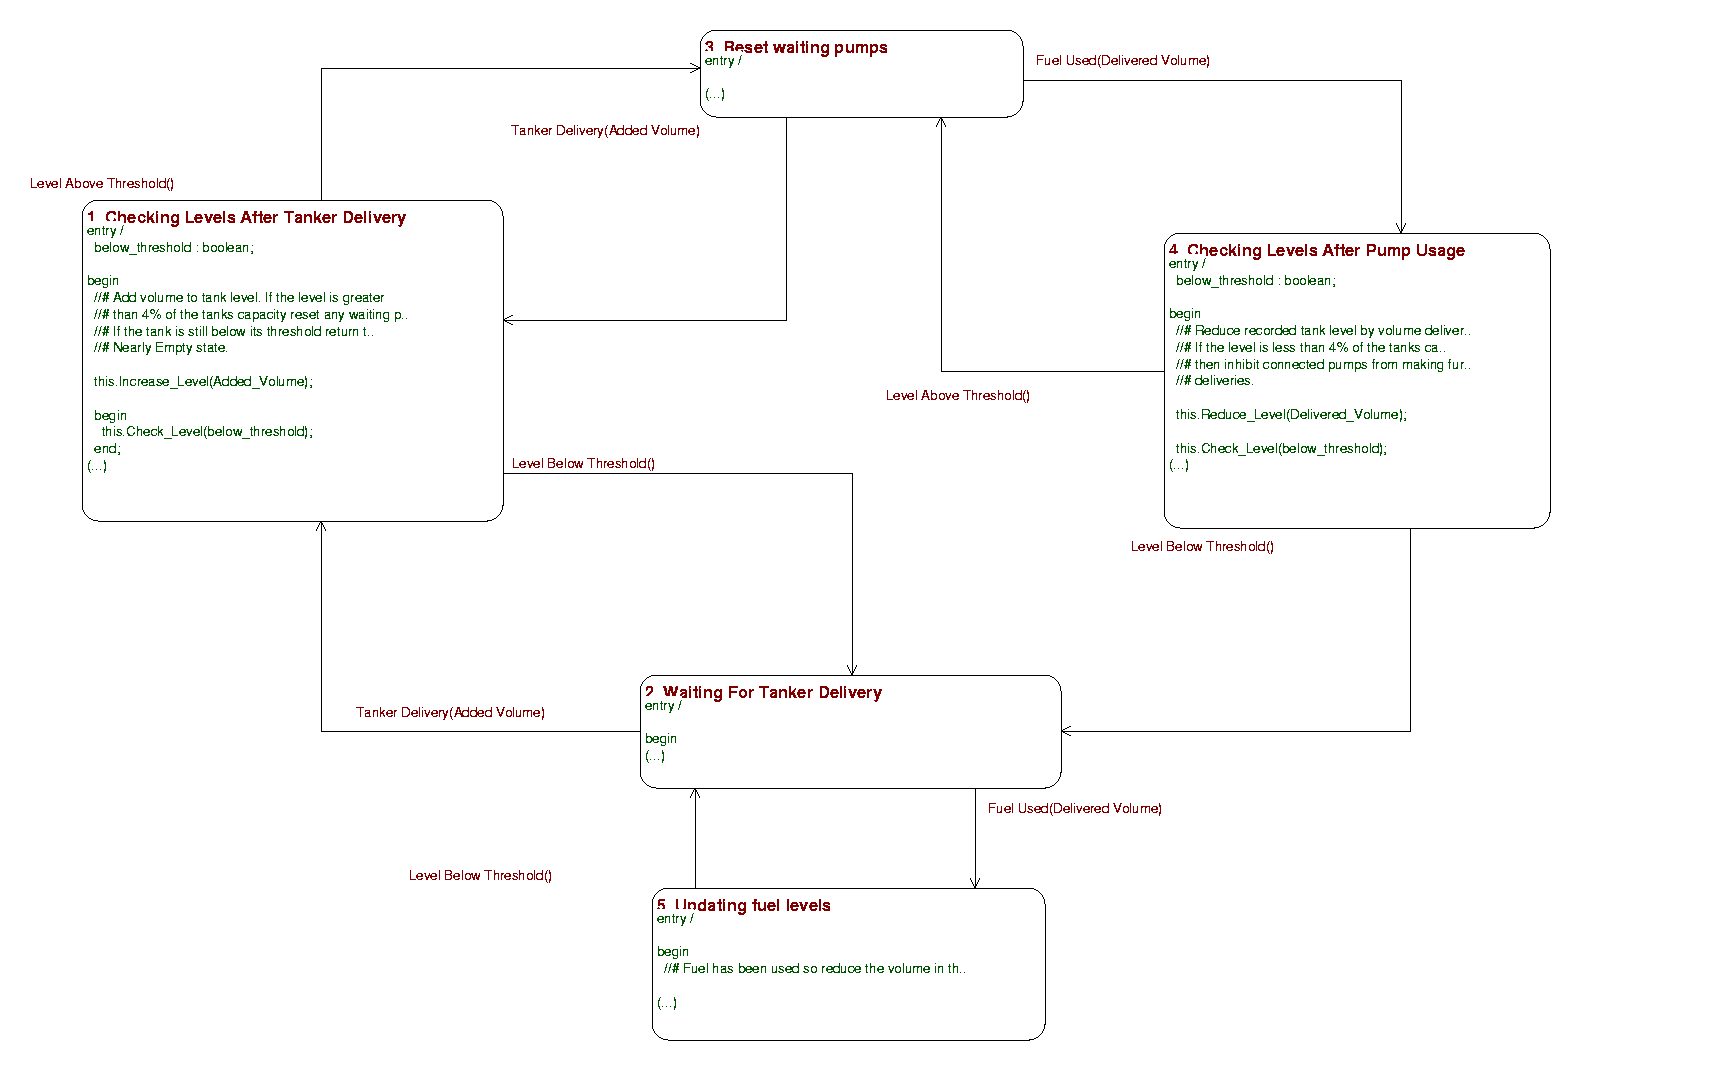 3. Reset waiting pumps
entry /
(...)
Fuel Used(Delivered Volume)
Tanker Delivery(Added Volume)
Level Above Threshold()
1. Checking Levels After Tanker Delivery
entry /
below_threshold : boolean;
begin
//# Add volume to tank level. If the level is greater
//# than 4% of the tanks capacity reset any waiting p..
//# If the tank is still below its threshold return t..
//# Nearly Empty state.
this.Increase_Level(Added_Volume);
begin
this.Check_Level(below_threshold);
end;
(...)
4. Checking Levels After Pump Usage
entry /
below_threshold : boolean;
begin
//# Reduce recorded tank level by volume deliver..
//# If the level is less than 4% of the tanks ca..
//# then inhibit connected pumps from making fur..
//# deliveries.
this.Reduce_Level(Delivered_Volume);
this.Check_Level(below_threshold);
(...)
Level Above Threshold()
Level Below Threshold()
Level Below Threshold()
2. Waiting For Tanker Delivery
entry /
begin
(...)
Tanker Delivery(Added Volume)
Fuel Used(Delivered Volume)
Level Below Threshold()
5. Updating fuel levels
entry /
begin
//# Fuel has been used so reduce the volume in th..
(...)